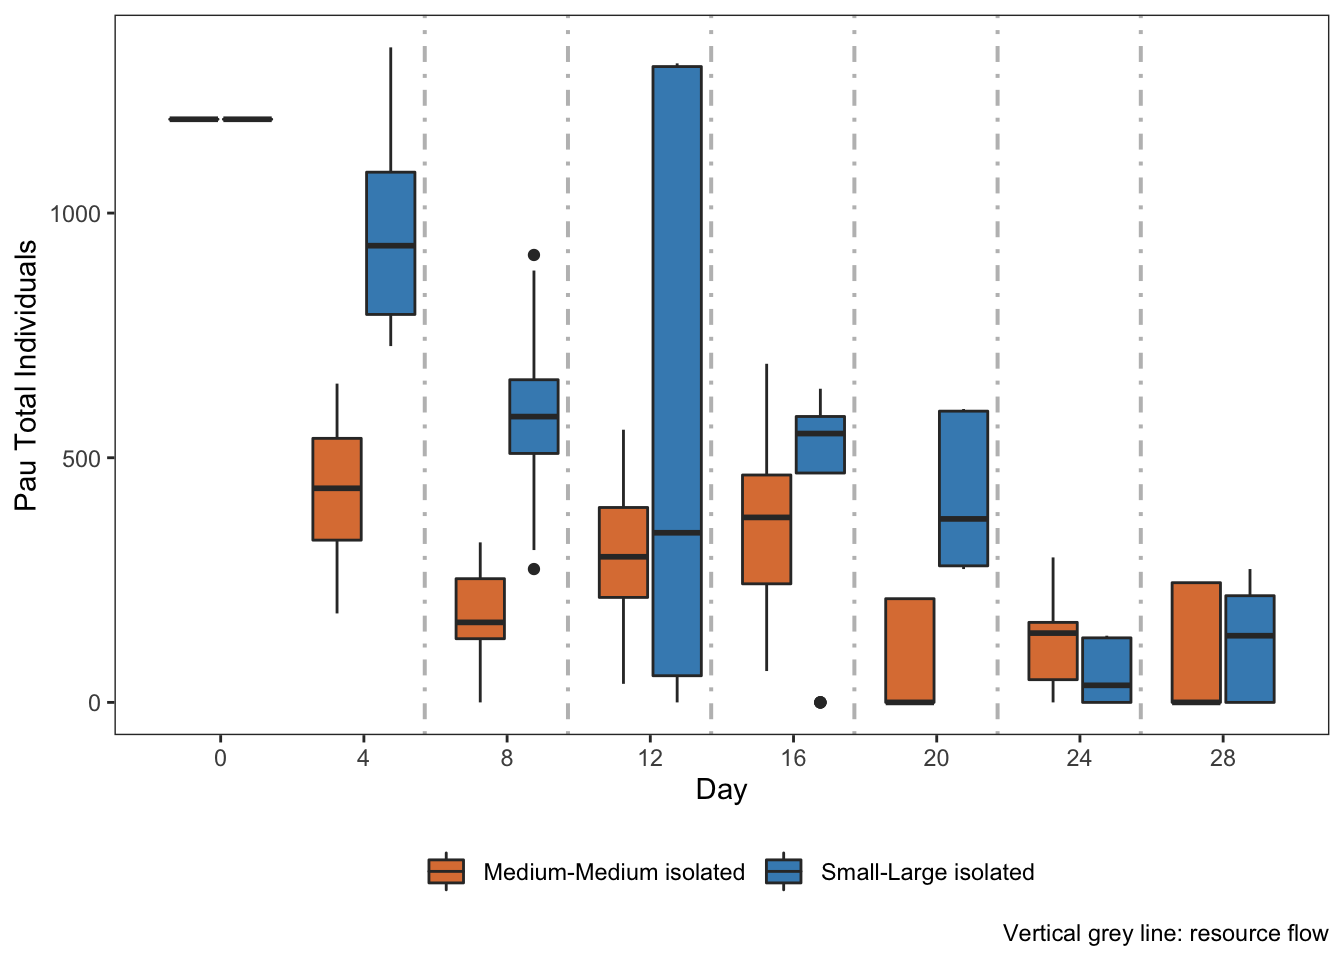 Pau Total Individuals
1000
500
0
0 4 8 12 16 20 24 28
Day
Medium-Medium isolated Small-Large isolated
Vertical grey line: resource flow